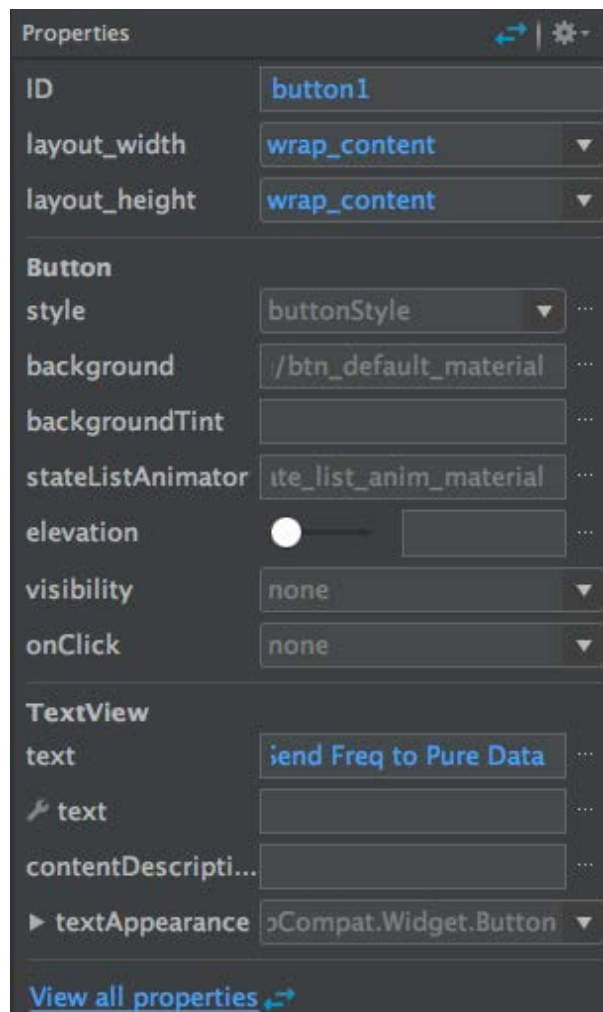 Properties
ID button1
layout_width wrap_content
layout_height wrap_content
Button
style buttonStyle
background /btn_default_material
backgroundTint
stateListAnimator ate_list_anim_material
elevation
visibility none
onClick none
TextView
text Send Freq to Pure Data
text
contentDescripti...
textAppearance pCompat.Widget.Button
View all properties